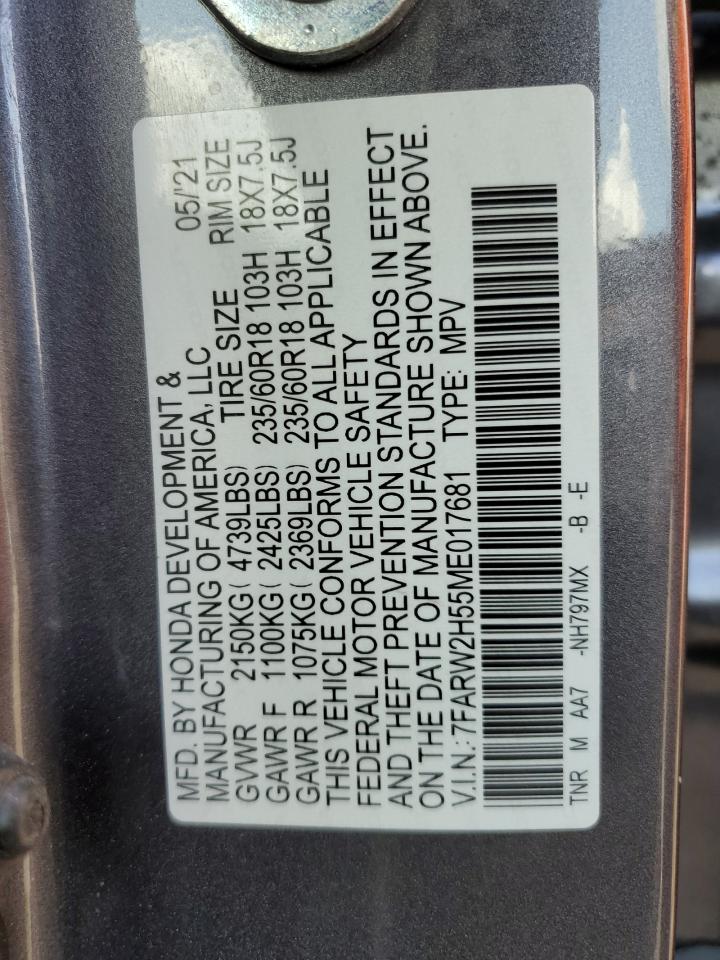 MFD. BY HONDA DEVELOPMENT & 05/'21
MANUFACTURING OF AMERICA, LLC
GVWR 2150KG( 4739LBS) TIRE SIZE RIM SIZE
GAWR F 1100KG( 2425LBS) 235/60R18 103H 18X7.5J
GAWR R 1075KG( 2369LBS) 235/60R18 103H 18X7.5J
THIS VEHICLE CONFORMS TO ALL APPLICABLE
FEDERAL MOTOR VEHICLE SAFETY
AND THEFT PREVENTION STANDARDS IN EFFECT
ON THE DATE OF MANUFACTURE SHOWN ABOVE.
V.I.N.: 7FARW2H55ME017681 TYPE: MPV
TNR M AA7 -NH797MX -B -E